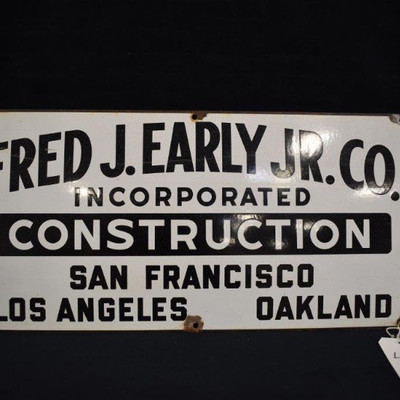 FRED J. EARLY JR. CO.
INCORPORATED
CONSTRUCTION
SAN FRANCISCO
LOS ANGELES OAKLAND